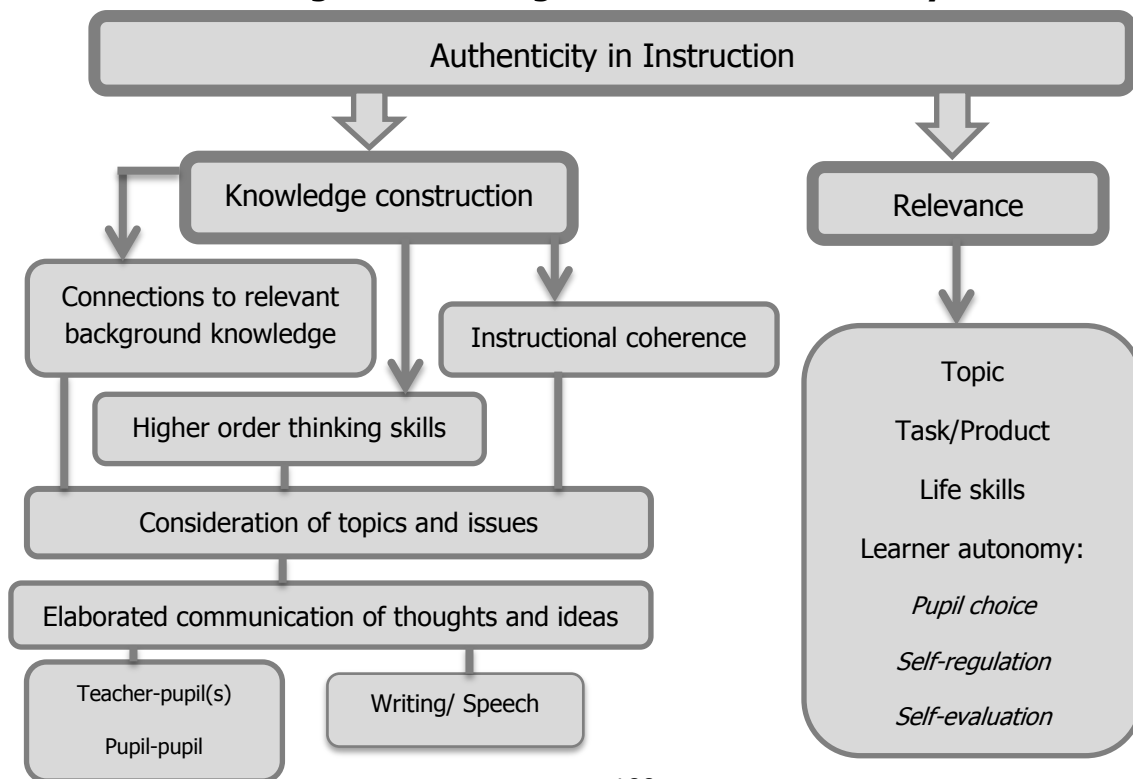 Authenticity in Instruction
Knowledge construction
Relevance
Connections to relevant
background knowledge
Instructional coherence
Higher order thinking skills
Consideration of topics and issues
Elaborated communication of thoughts and ideas
Teacher-pupil(s)
Pupil-pupil
Writing/ Speech
Topic
Task/Product
Life skills
Learner autonomy:
Pupil choice
Self-regulation
Self-evaluation